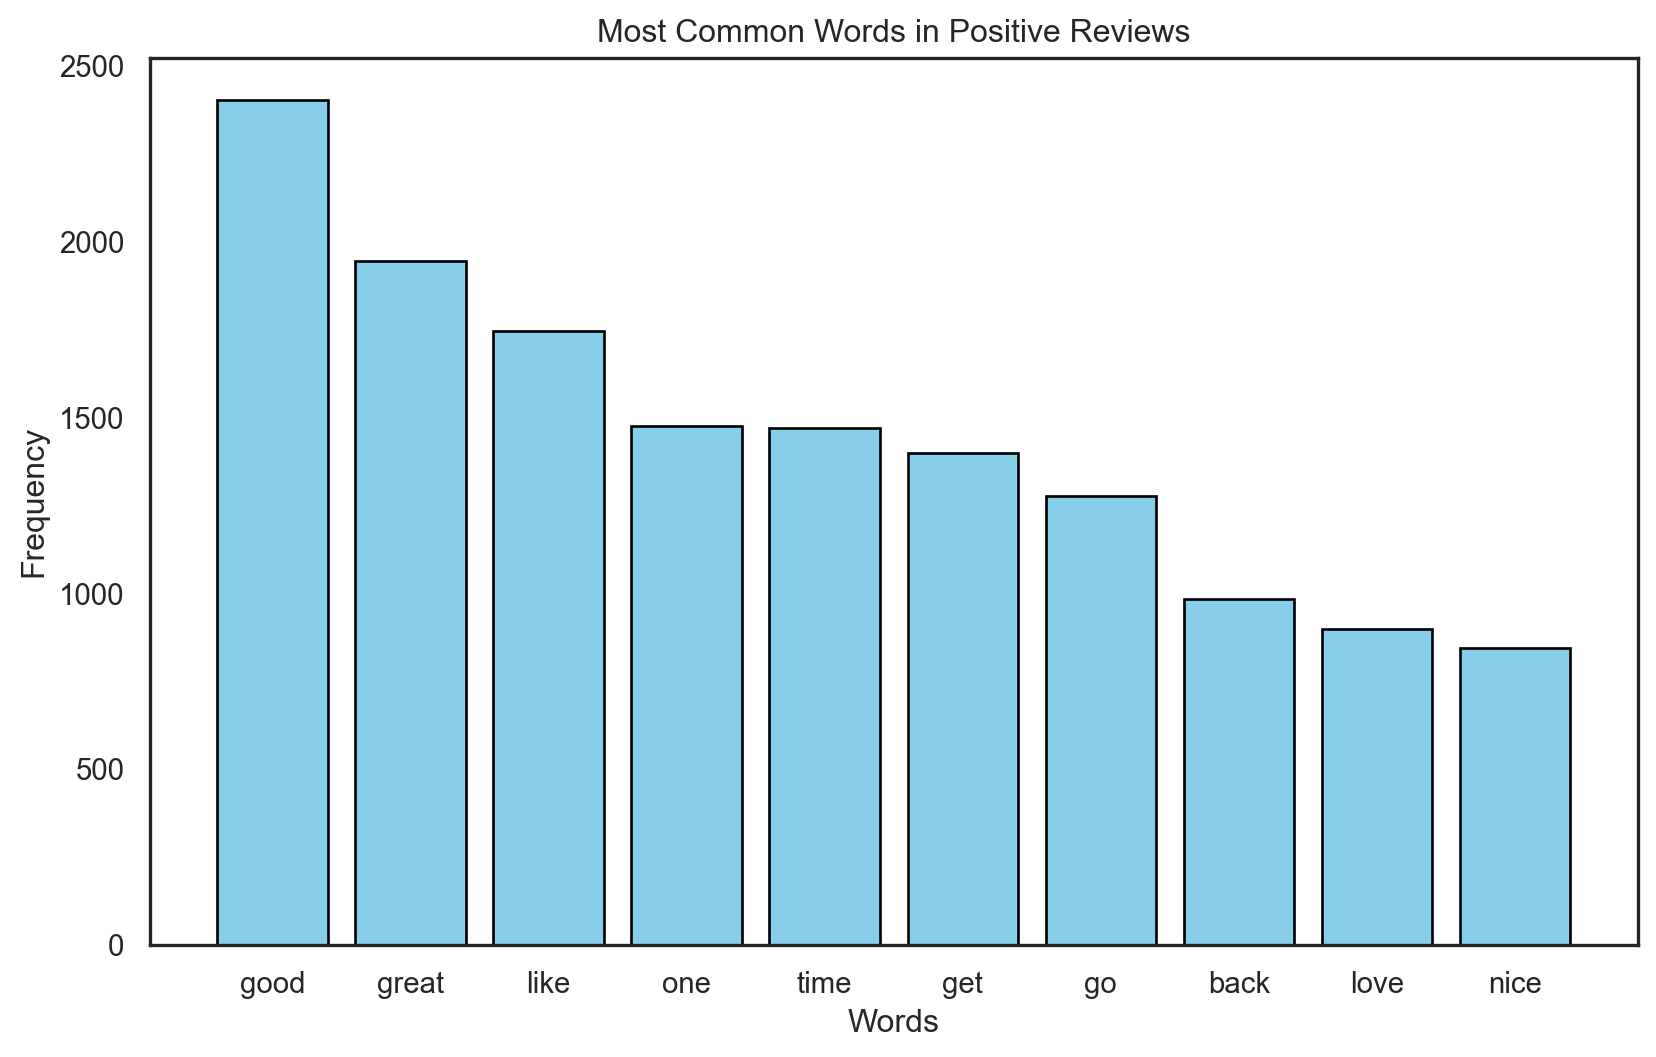 Most Common Words in Positive Reviews
2500
2000
1500
1000
500
0
Frequency
good great like one time get go back love nice
Words